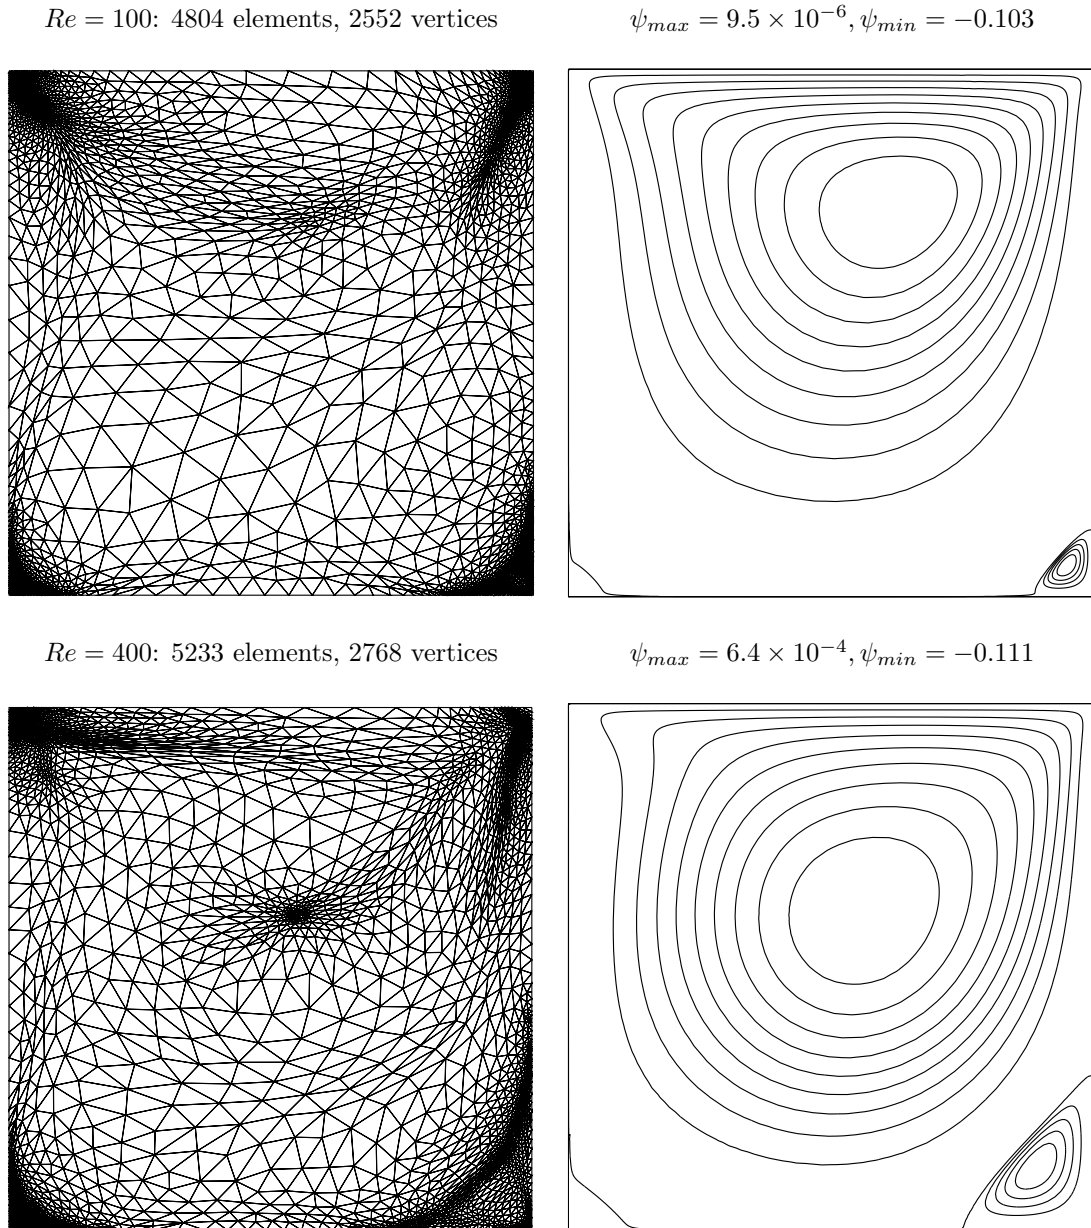 Re = 100: 4804 elements, 2552 vertices
ψmax = 9.5 × 10⁻⁶, ψmin = −0.103
Re = 400: 5233 elements, 2768 vertices
ψmax = 6.4 × 10⁻⁴, ψmin = −0.111